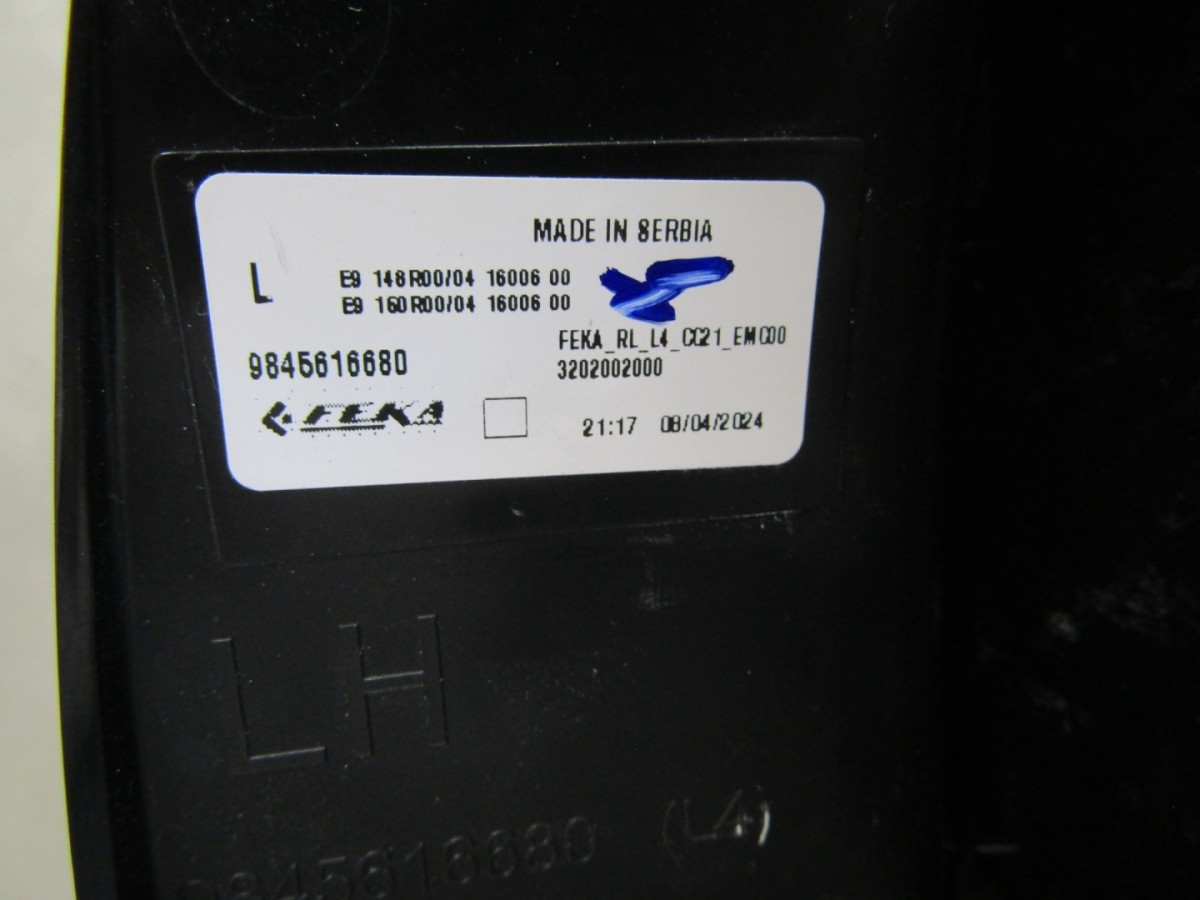 MADE IN SERBIA
L
E9 148R00/04 16006 00
E9 160R00/04 16006 00
FEKA_RL_L4_CC21_EMC00
9845616680
3202002000
FEKA
21:17 08/04/2024
LH
9845616680 (L4)